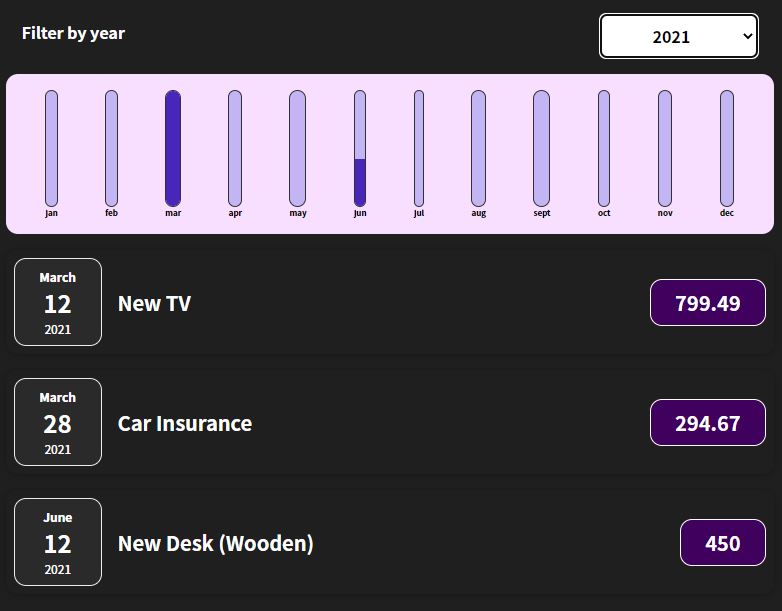 Filter by year
2021
jan feb mar apr may jun jul aug sept oct nov dec
March
12
2021
New TV
799.49
March
28
2021
Car Insurance
294.67
June
12
2021
New Desk (Wooden)
450